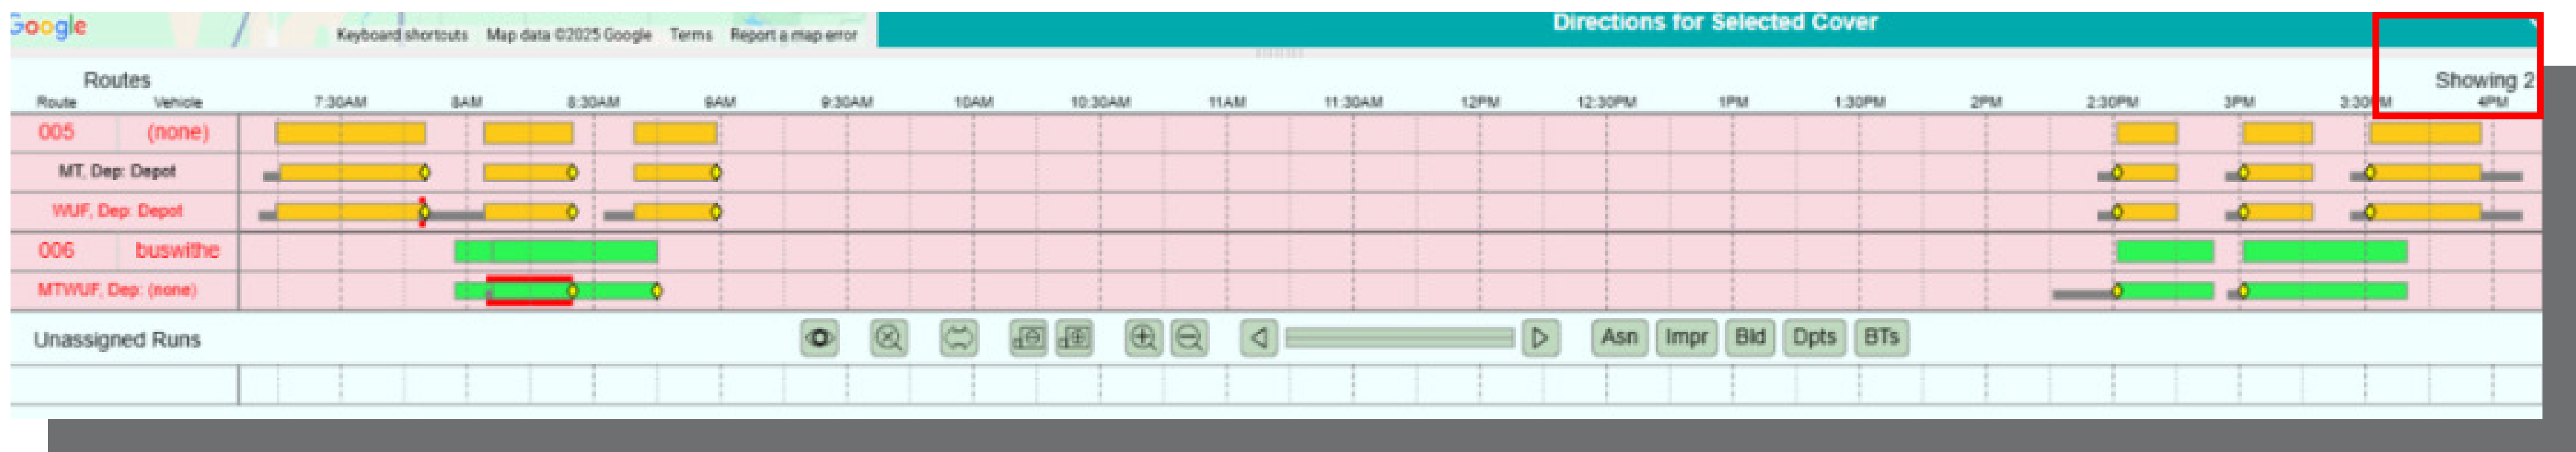 Google
Keyboard shortcuts Map data ©2025 Google Terms Report a map error
Directions for Selected Cover
Routes
Showing 2
Route Vehicle 7:30AM 8AM 8:30AM 9AM 9:30AM 10AM 10:30AM 11AM 11:30AM 12PM 12:30PM 1PM 1:30PM 2PM 2:30PM 3PM 3:30PM 4PM
005 (none)
MT, Dep: Depot
WUF, Dep: Depot
006 buswithe
MTWUF, Dep: (none)
Unassigned Runs
Asn Impr Bld Dpts BTs